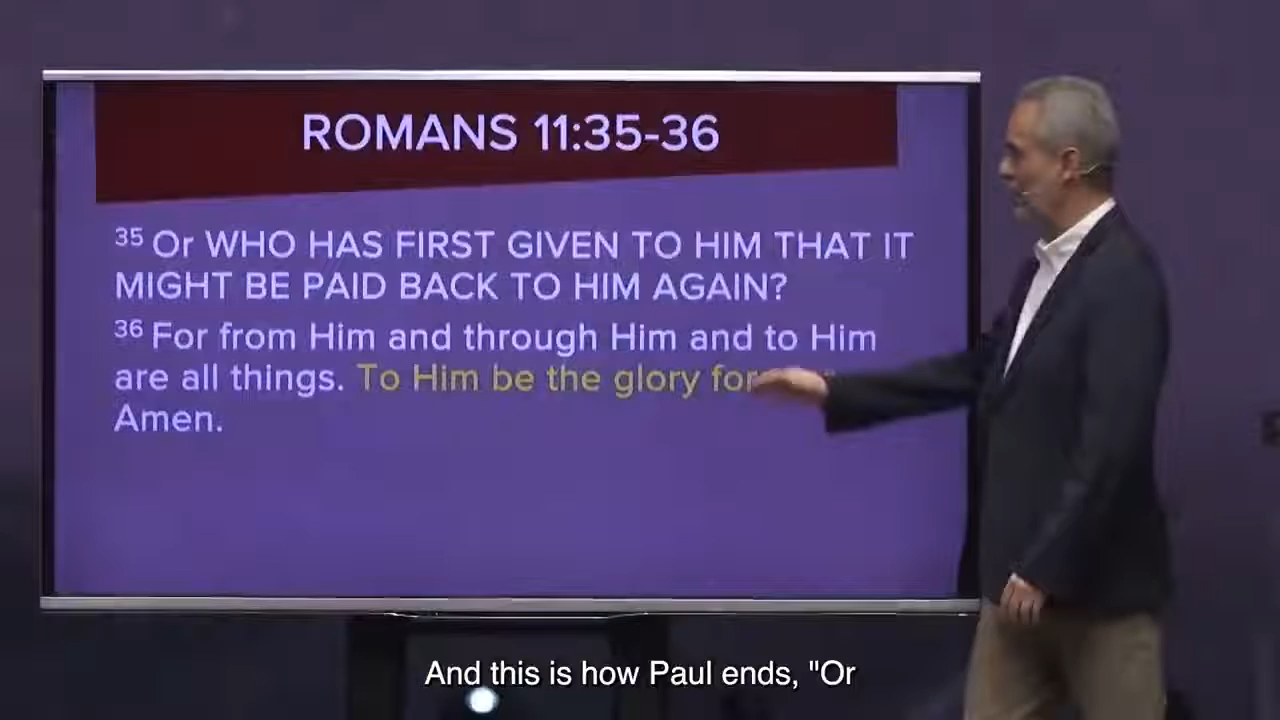 ROMANS 11:35-36
35 Or WHO HAS FIRST GIVEN TO HIM THAT IT
MIGHT BE PAID BACK TO HIM AGAIN?
36 For from Him and through Him and to Him
are all things. To Him be the glory
Amen.
And this is how Paul ends, "Or